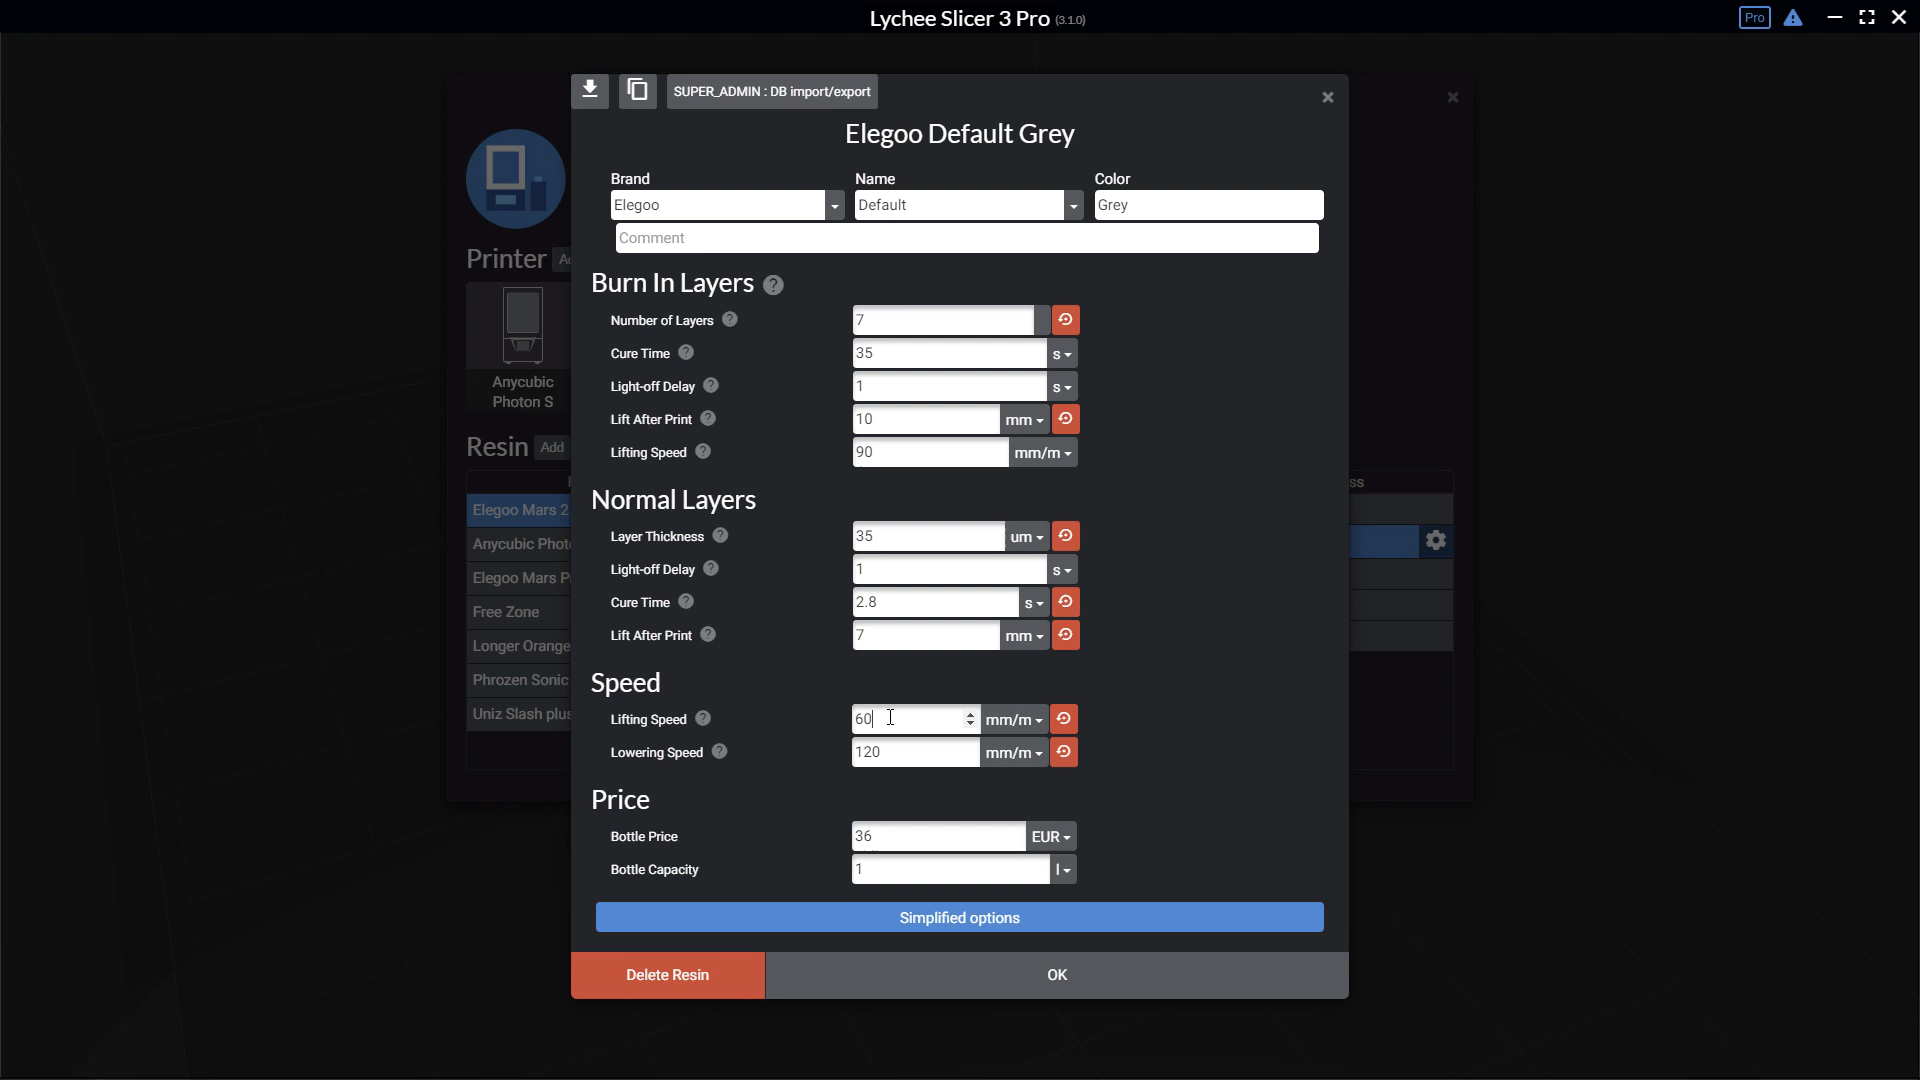 Lychee Slicer 3 Pro (3.1.0)
Pro
SUPER_ADMIN : DB import/export
Elegoo Default Grey
Brand
Name
Color
Elegoo
Default
Grey
Comment
Printer
Anycubic
Photon S
Resin
Add
Elegoo Mars 2
Anycubic
Elegoo Mars
Free Zone
Longer Orange
Phrozen Sonic
Uniz Slash plus
Burn In Layers ?
Number of Layers ? 7
Cure Time ? 35 s
Light-off Delay ? 1 s
Lift After Print ? 10 mm
Lifting Speed ? 90 mm/m
Normal Layers
Layer Thickness ? 35 um
Light-off Delay ? 1 s
Cure Time ? 2.8 s
Lift After Print ? 7 mm
Speed
Lifting Speed ? 60 mm/m
Lowering Speed ? 120 mm/m
Price
Bottle Price 36 EUR
Bottle Capacity 1 l
Simplified options
Delete Resin
OK